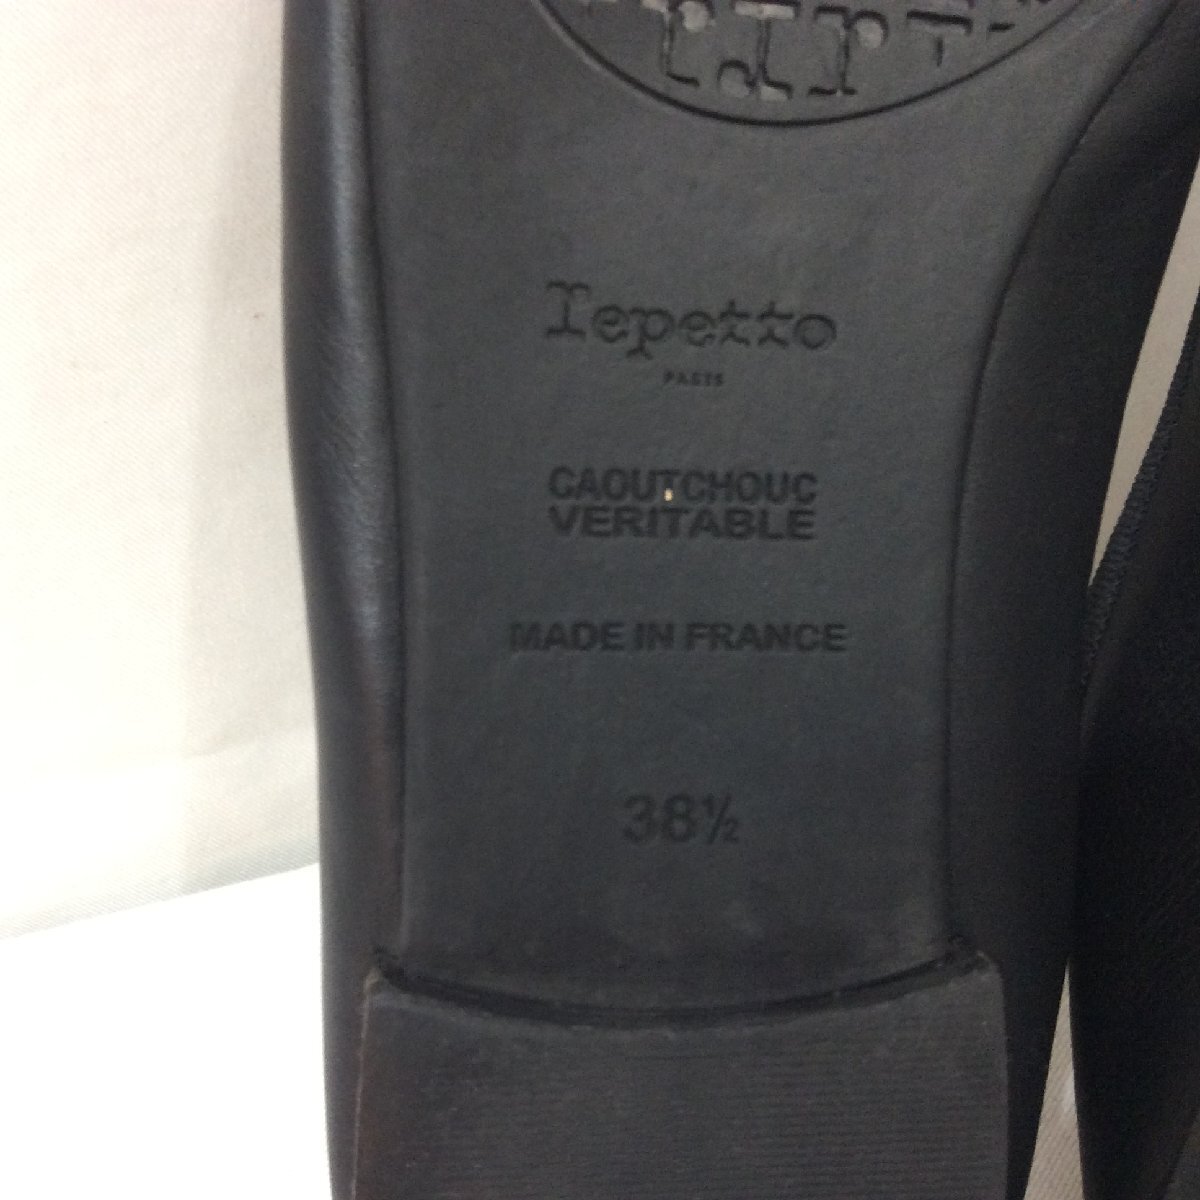 repetto
PARIS
CAOUTCHOUC
VERITABLE
MADE IN FRANCE
38½